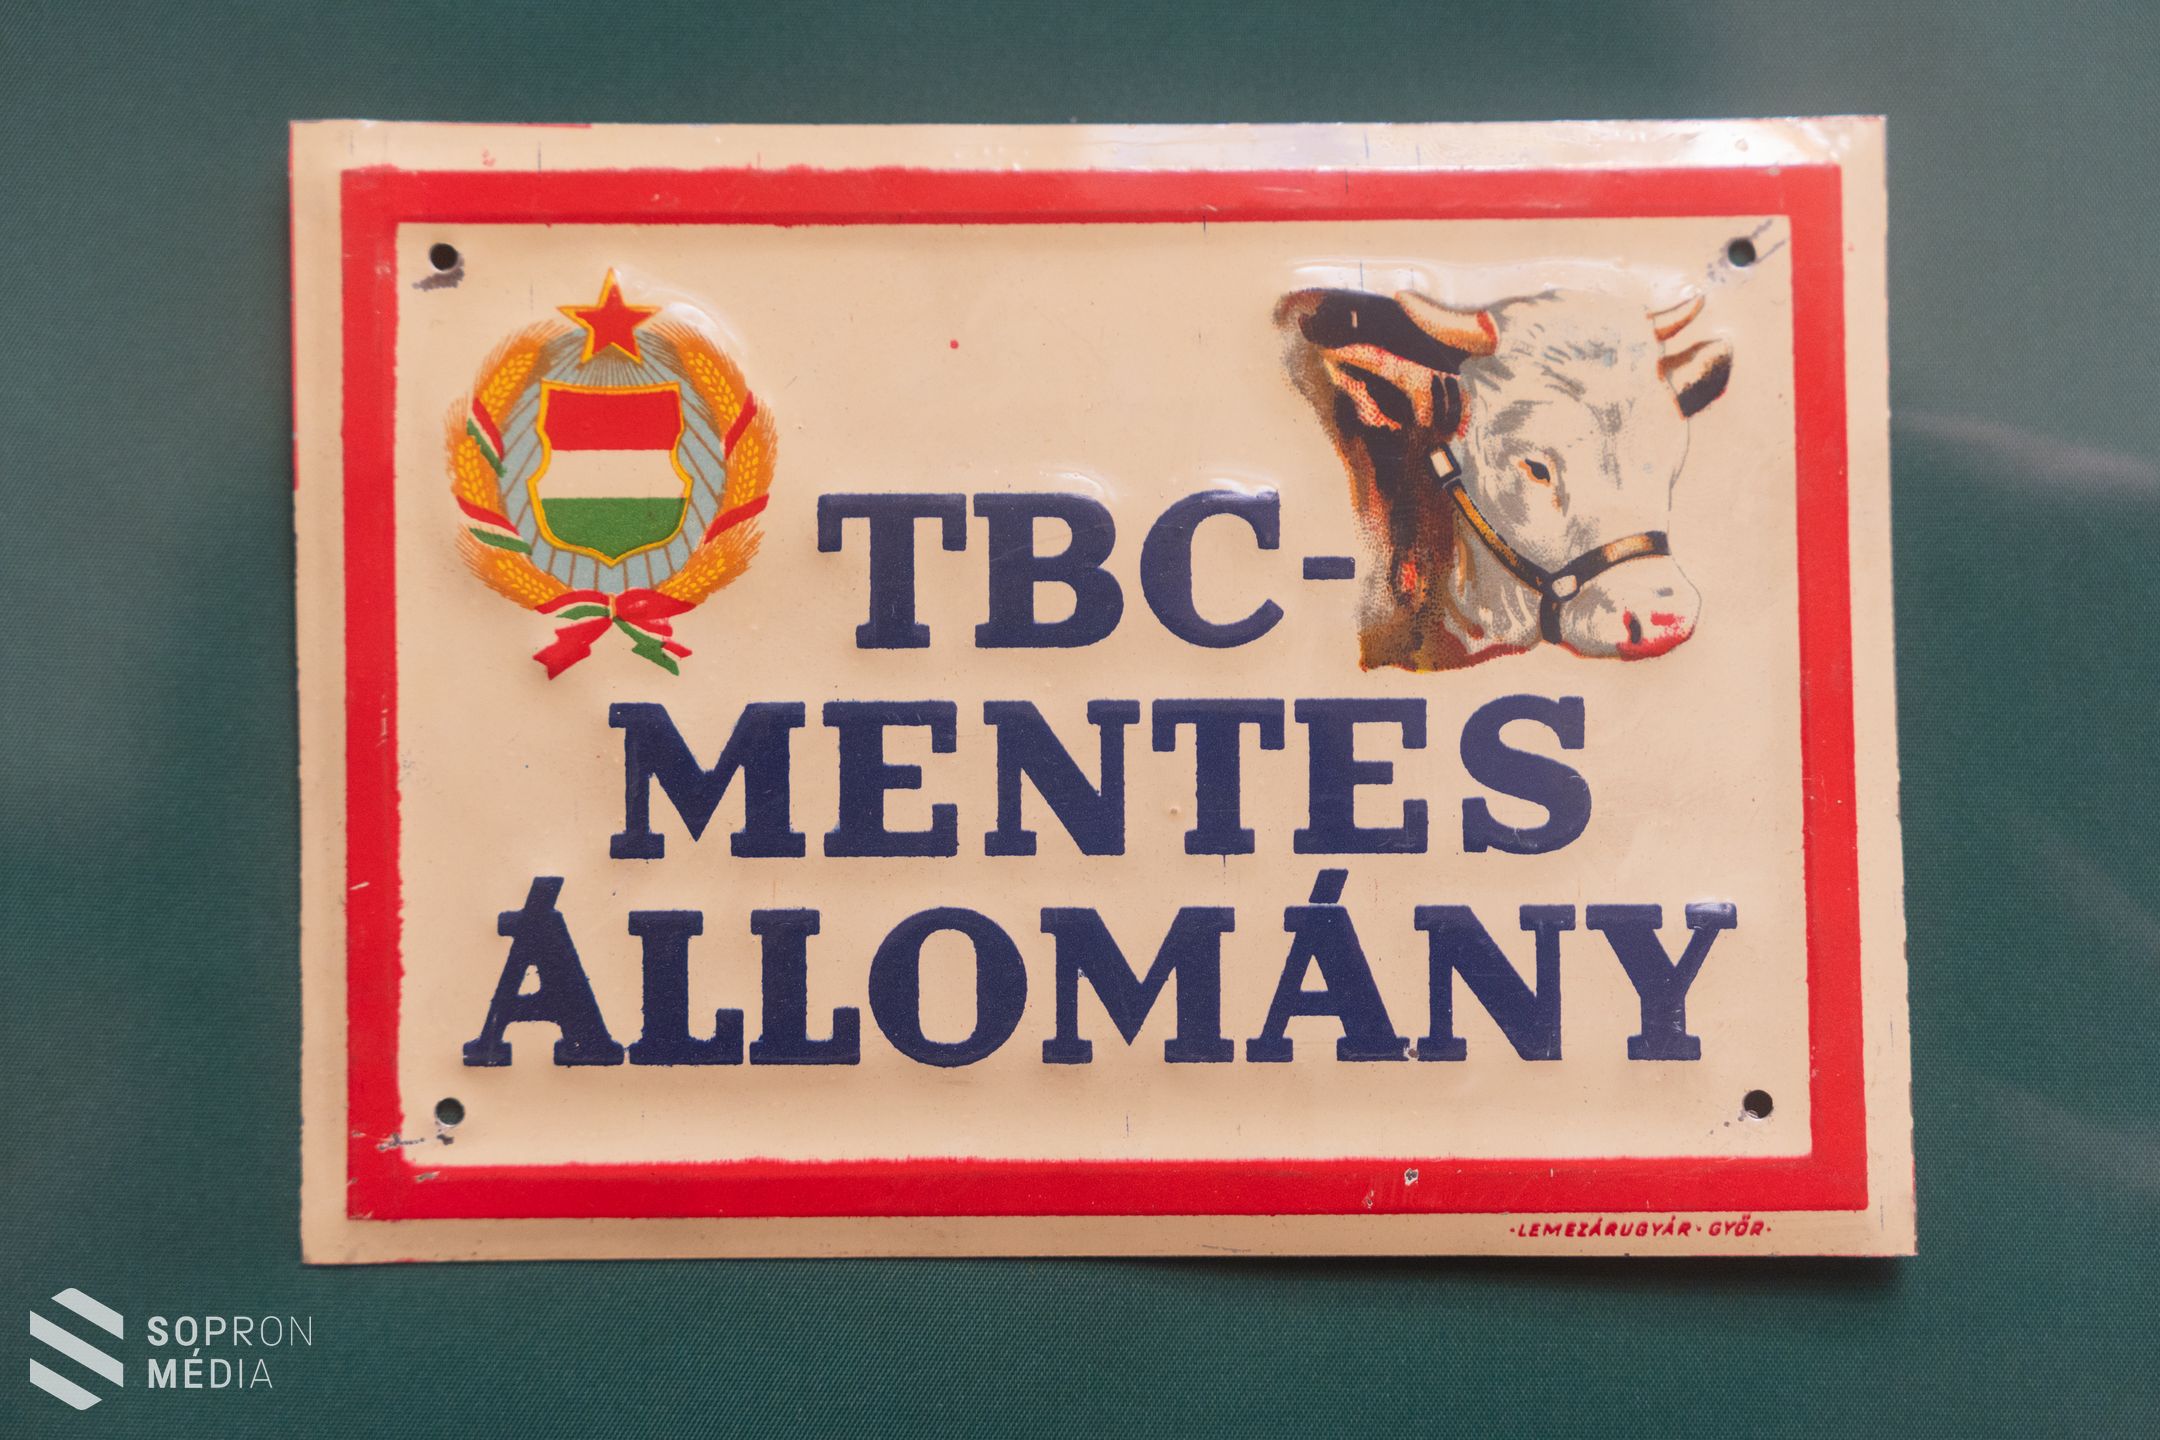 TBC-
MENTES
ÁLLOMÁNY
·LEMEZÁRUGYÁR·GYŐR·
SOPRON
MÉDIA